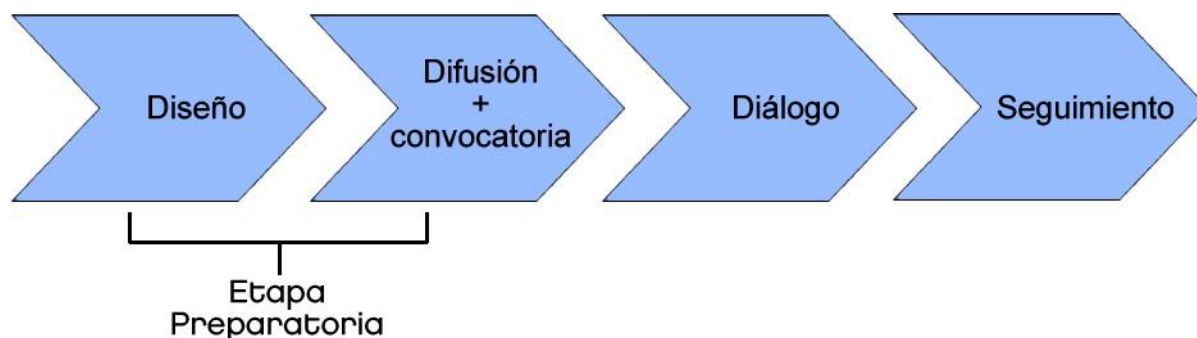 Diseño
Difusión
+
convocatoria
Diálogo
Seguimiento
Etapa
Preparatoria